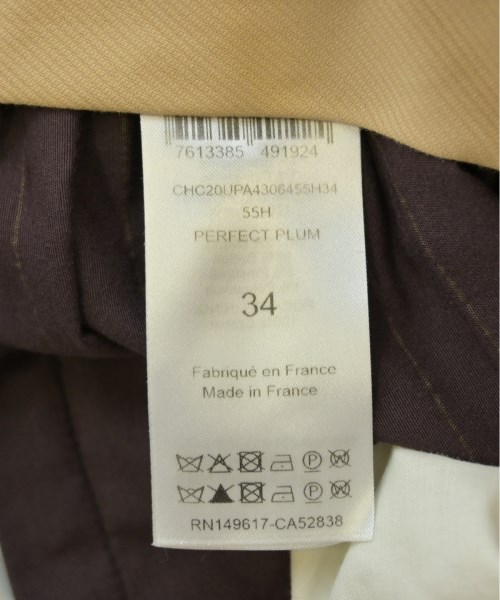 7613385 491924
CHC20UPA4306455H34
55H
PERFECT PLUM
34
Fabriqué en France
Made in France
RN149617-CA52838